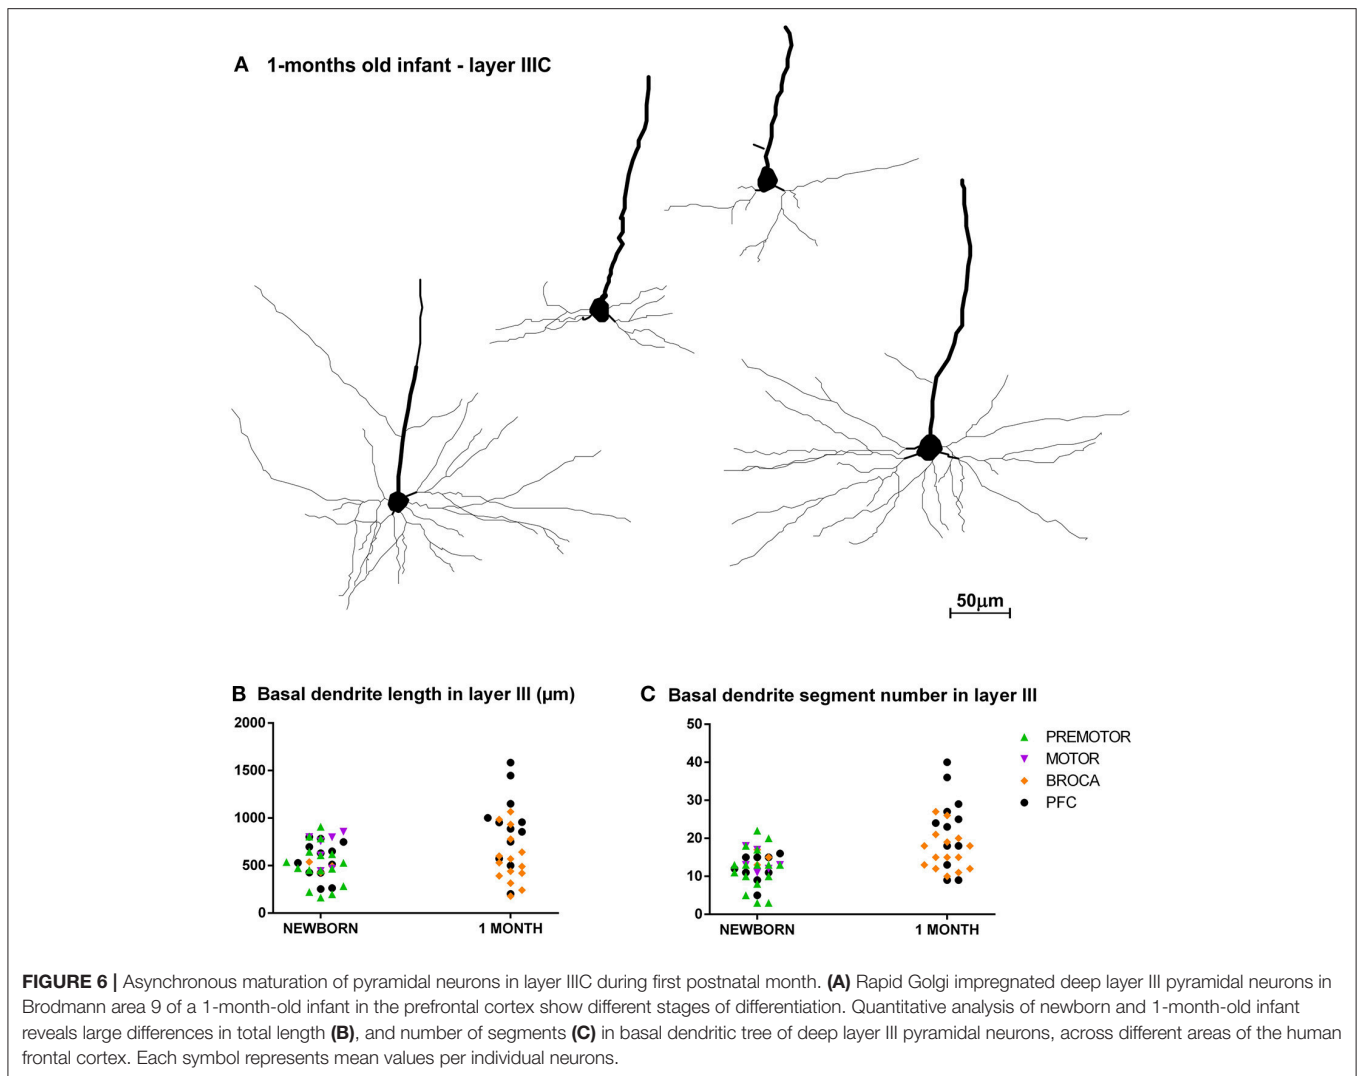 A 1-months old infant - layer IIIC
50μm
B Basal dendrite length in layer III (μm)
2000
1500
1000
500
0
NEWBORN 1 MONTH
C Basal dendrite segment number in layer III
50
40
30
20
10
0
NEWBORN 1 MONTH
PREMOTOR
MOTOR
BROCA
PFC
FIGURE 6 | Asynchronous maturation of pyramidal neurons in layer IIIC during first postnatal month. (A) Rapid Golgi impregnated deep layer III pyramidal neurons in
Brodmann area 9 of a 1-month-old infant in the prefrontal cortex show different stages of differentiation. Quantitative analysis of newborn and 1-month-old infant
reveals large differences in total length (B), and number of segments (C) in basal dendritic tree of deep layer III pyramidal neurons, across different areas of the human
frontal cortex. Each symbol represents mean values per individual neurons.